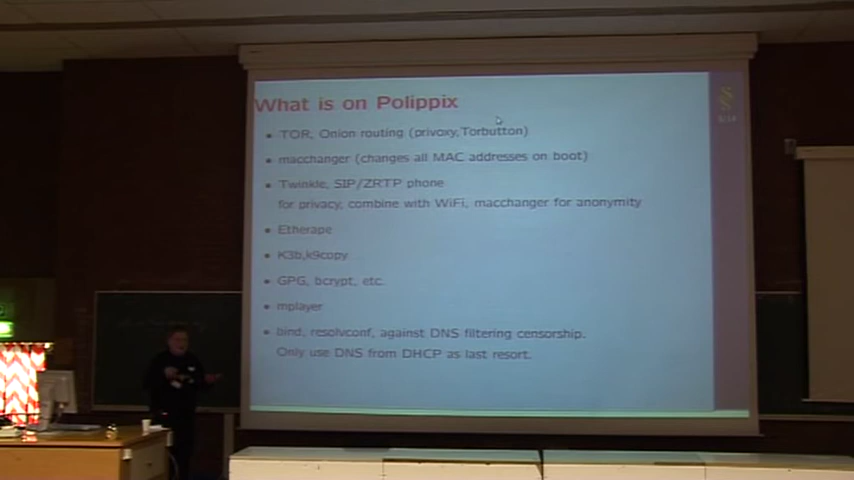 What is on Polippix
TOR, Onion routing (privoxy,Torbutton)
macchanger (changes all MAC addresses on boot)
Twinkle, SIP/ZRTP phone
for privacy, combine with WiFi, macchanger for anonymity
Etherape
K3b,k9copy
GPG, bcrypt, etc.
mplayer
bind, resolvconf, against DNS filtering censorship.
Only use DNS from DHCP as last resort.